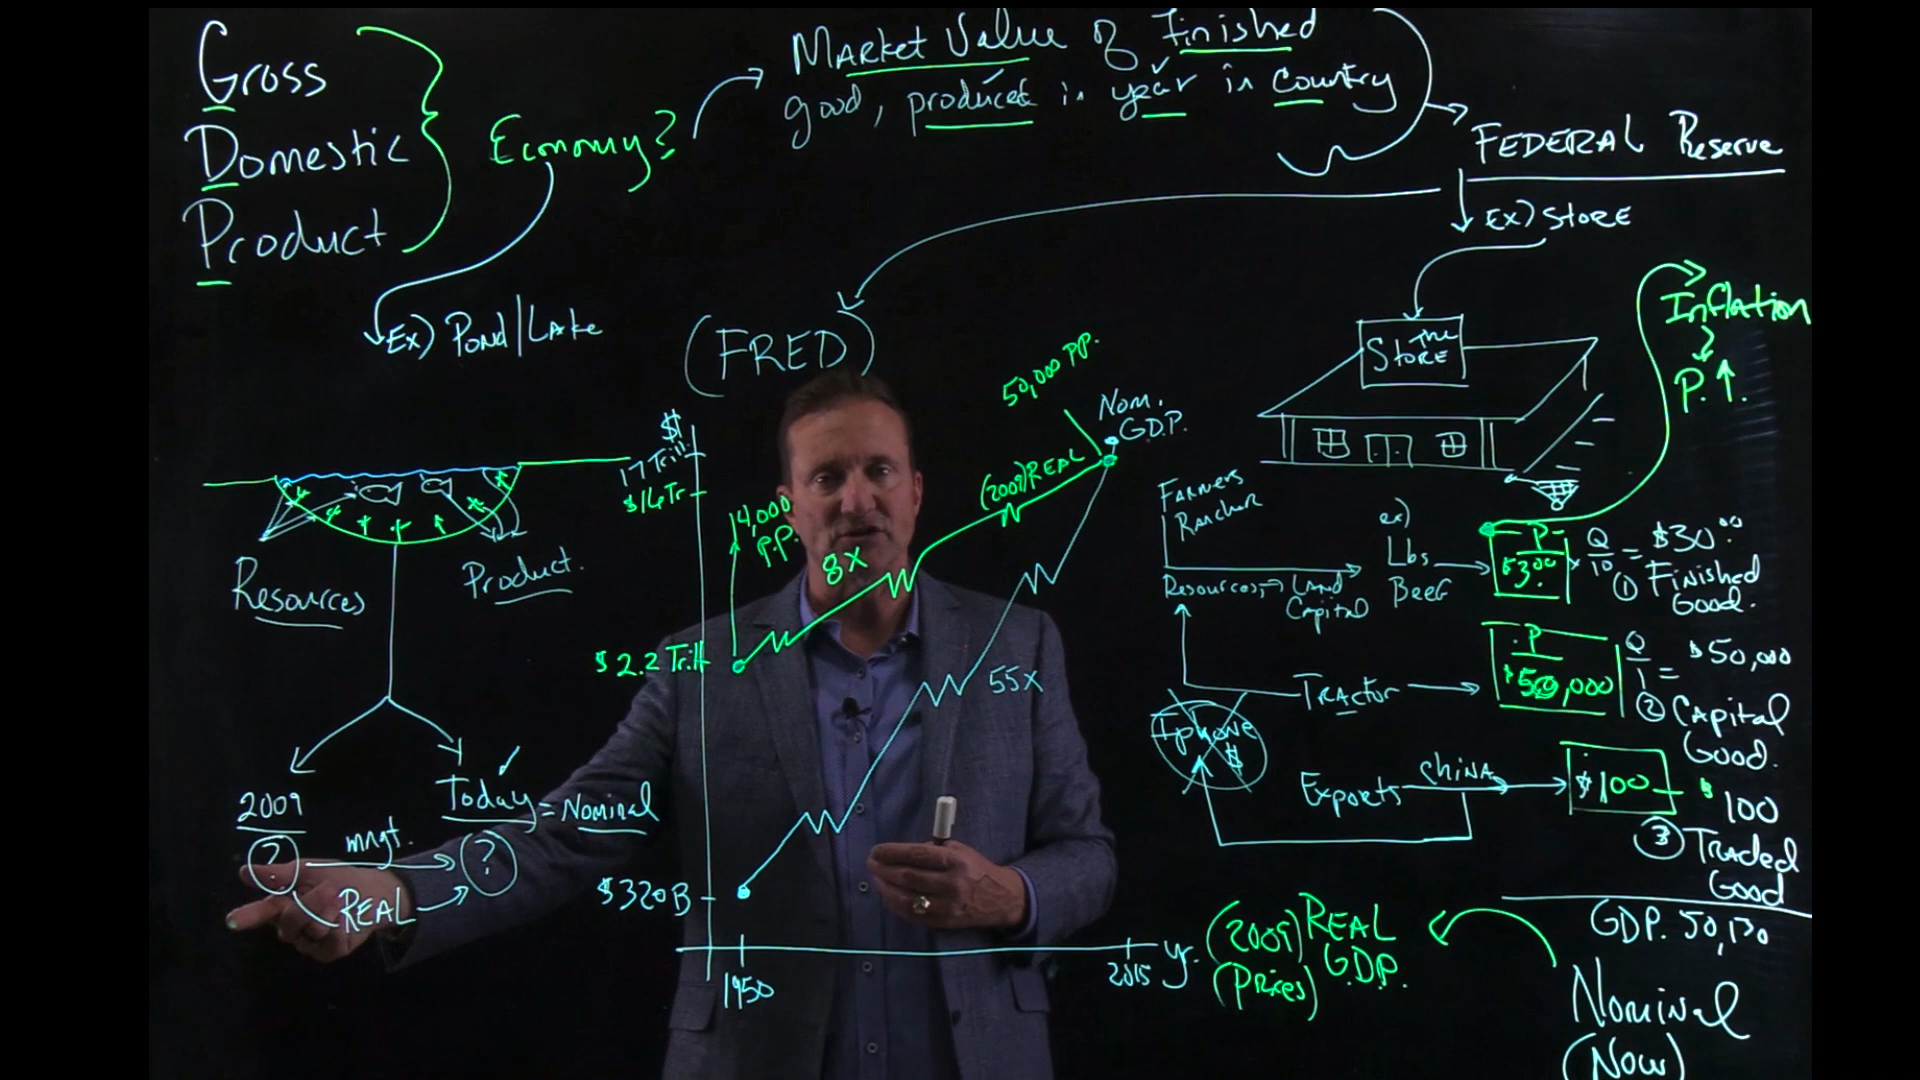 Gross
Domestic
Product
Economy?
Market Value of Finished
good, produced in year in country
FEDERAL Reserve
Ex) STORE
Ex) Pond/Lake
(FRED)
The
STORE
Inflation
P. ↑.
50,000 P.P.
Nom.
G.D.P.
$
17 Trill.
$16 Tr.
14,000
P.P.
8x
(2009) REAL
$2.2 Trill
55x
$320B
1950
2015
yr.
Resources
Product.
2009
?
mngt.
REAL
Today = Nominal
?
Farmers
Rancher
Resources, → Land
Capital
ex)
Lbs
Beef
P
$3.00
x Q
10
= $30.00
① Finished
Good.
Tractor
P
$50,000
Q
1
= $50,000
② Capital
Good.
Iphone
$
Exports
China
$100
$100
③ Traded
Good
GDP. 50,130
Nominal
(Now)
(2009) REAL
(Prices) G.D.P.